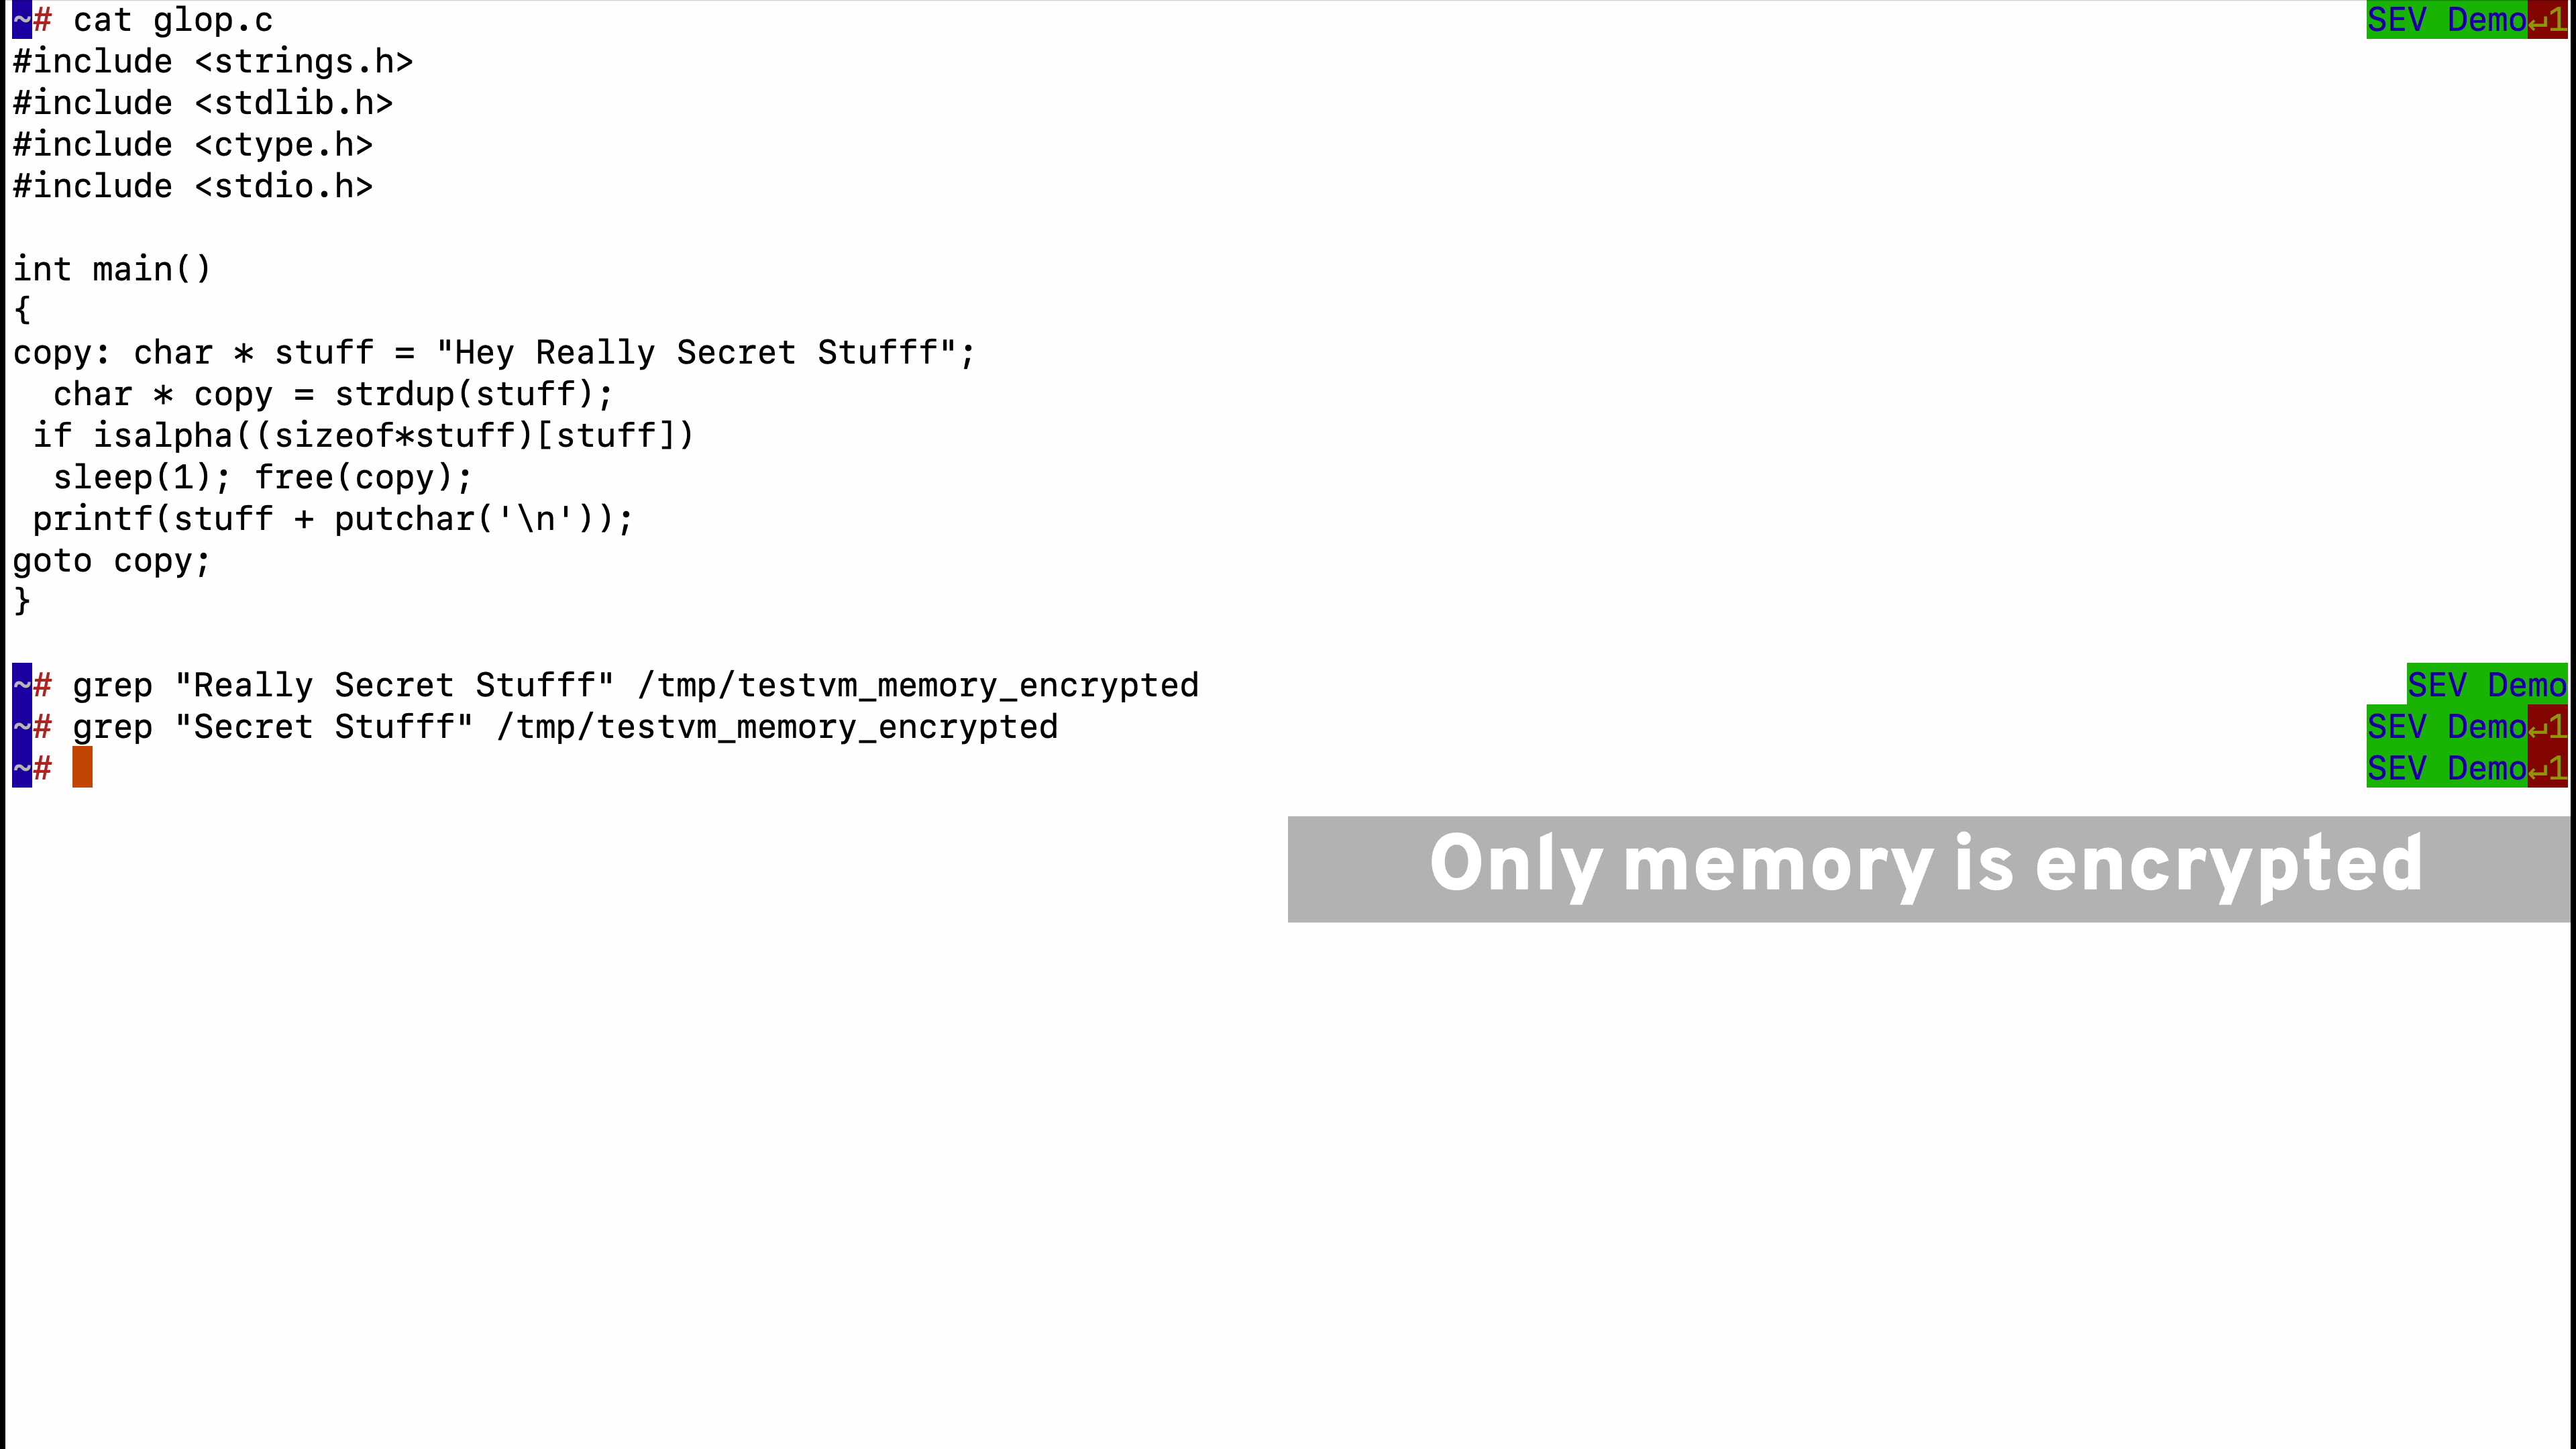 ~# cat glop.c SEV Demo↵1
#include <strings.h>
#include <stdlib.h>
#include <ctype.h>
#include <stdio.h>
int main()
{
copy: char * stuff = "Hey Really Secret Stufff";
char * copy = strdup(stuff);
if isalpha((sizeof*stuff)[stuff])
sleep(1); free(copy);
printf(stuff + putchar('\n'));
goto copy;
}
~# grep "Really Secret Stufff" /tmp/testvm_memory_encrypted SEV Demo
~# grep "Secret Stufff" /tmp/testvm_memory_encrypted SEV Demo↵1
~# SEV Demo↵1
Only memory is encrypted